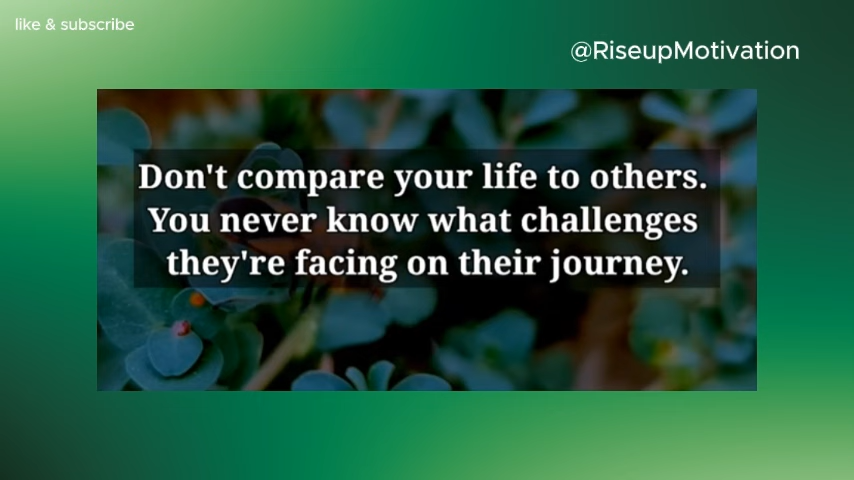 like & subscribe
@RiseupMotivation
Don't compare your life to others.
You never know what challenges
they're facing on their journey.